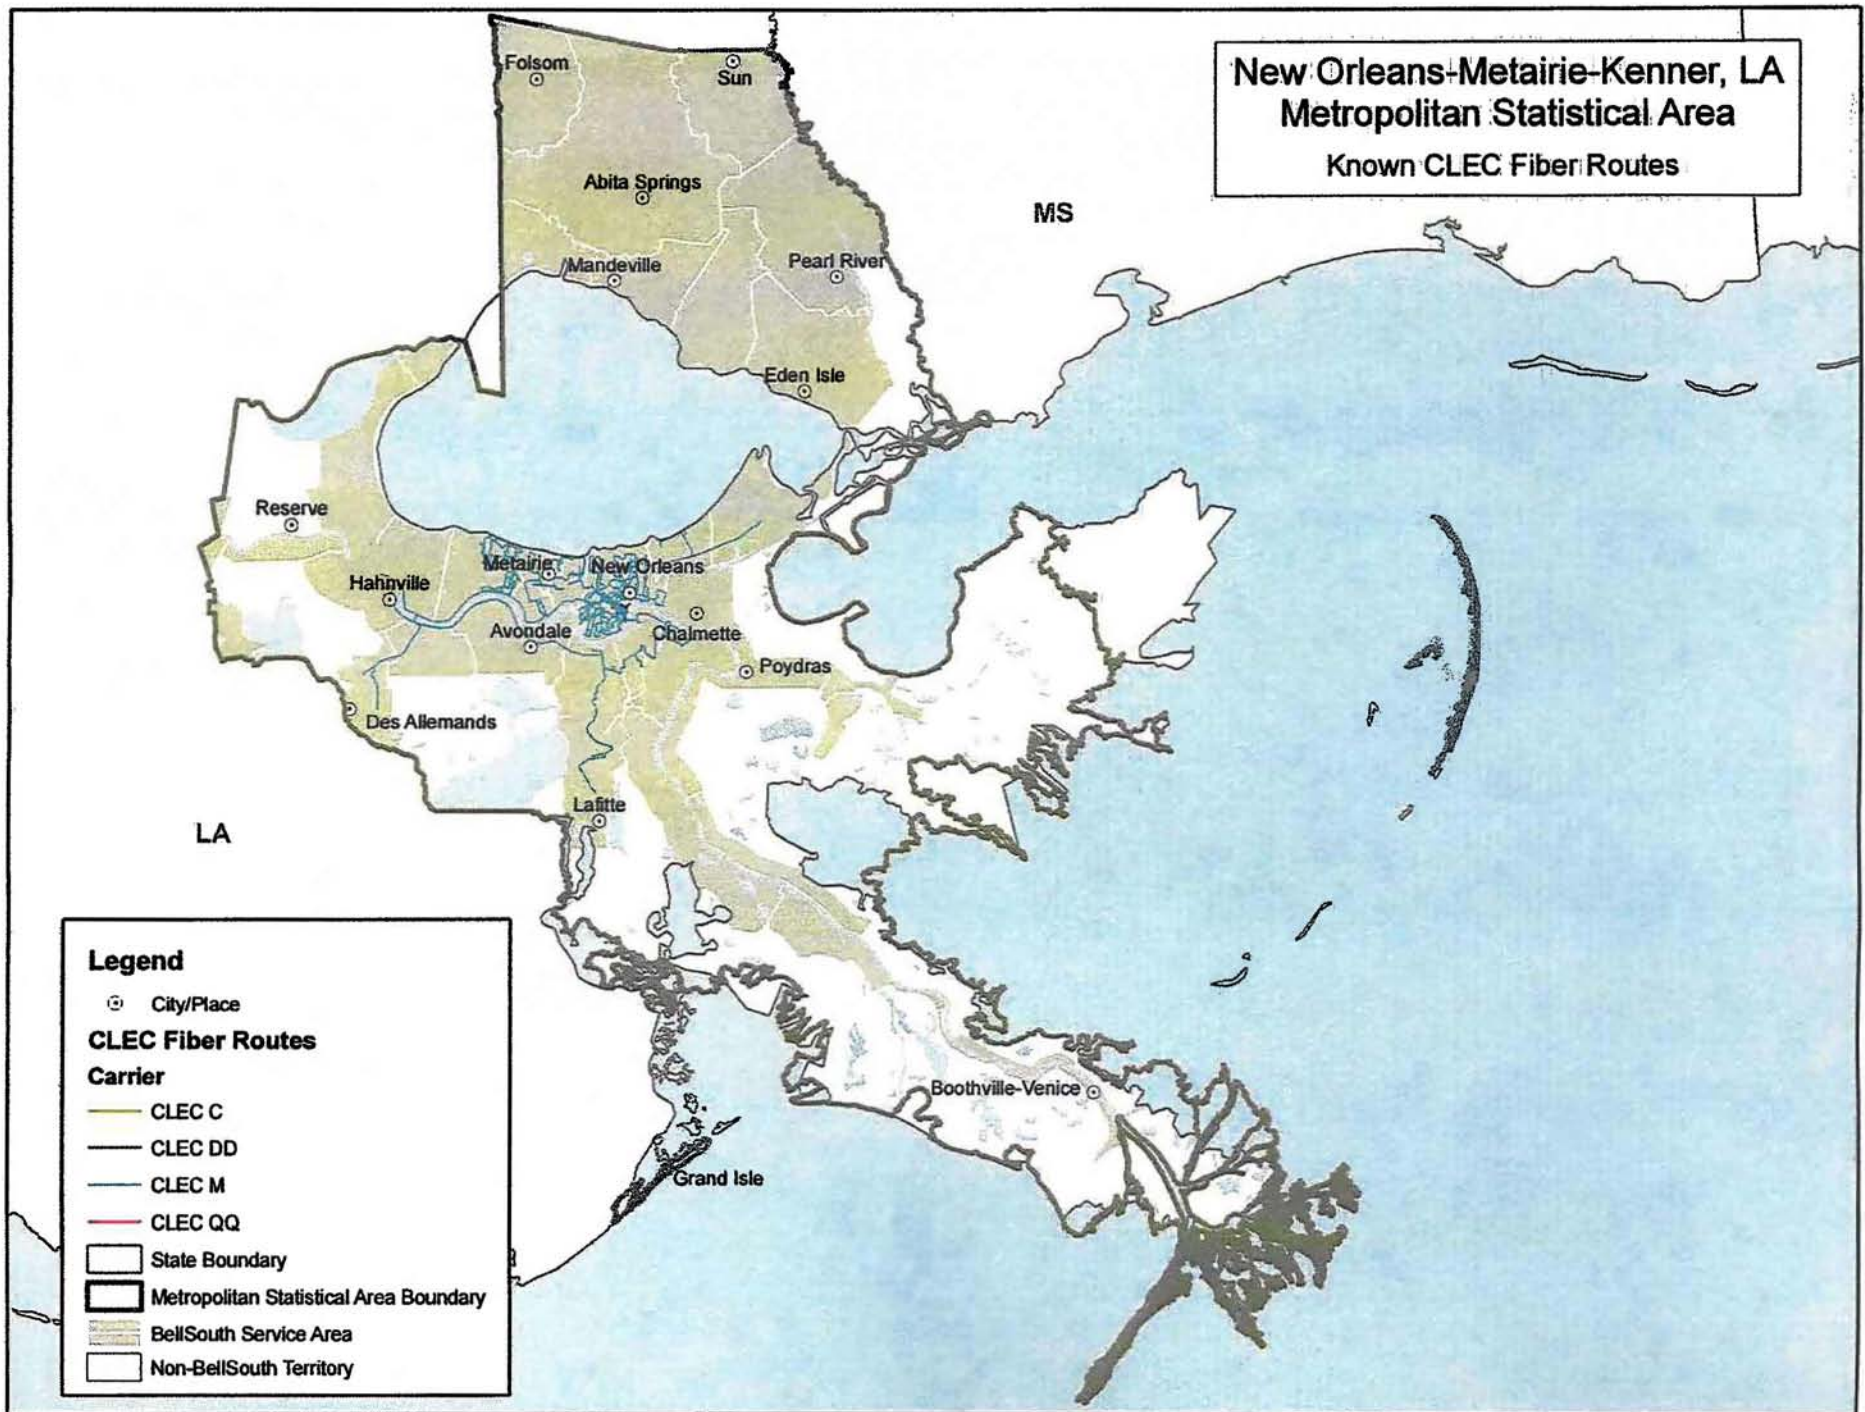 New Orleans-Metairie-Kenner, LA
Metropolitan Statistical Area
Known CLEC Fiber Routes
Folsom
Sun
Abita Springs
MS
Mandeville
Pearl River
Eden Isle
Reserve
Metairie
New Orleans
Hahnville
Avondale
Chalmette
Poydras
Des Allemands
Lafitte
LA
Boothville-Venice
Grand Isle
Legend
City/Place
CLEC Fiber Routes
Carrier
CLEC C
CLEC DD
CLEC M
CLEC QQ
State Boundary
Metropolitan Statistical Area Boundary
BellSouth Service Area
Non-BellSouth Territory